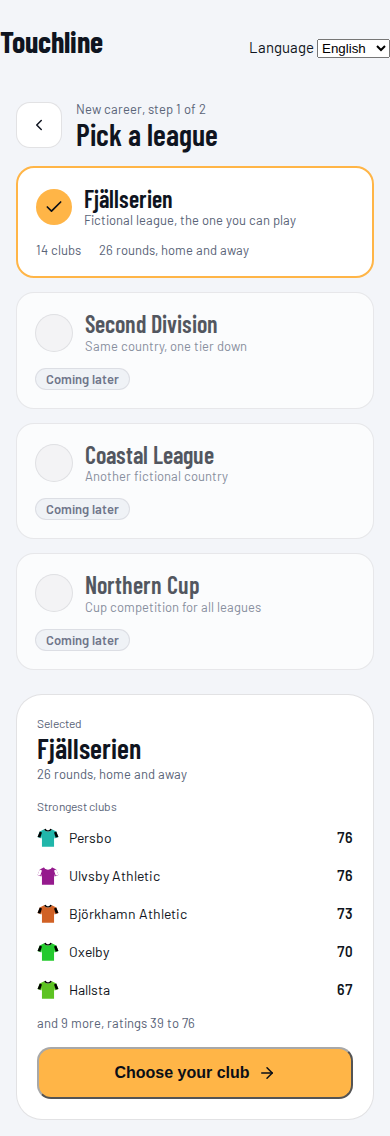 Touchline
Language English
New career, step 1 of 2
Pick a league
Fjällserien
Fictional league, the one you can play
14 clubs 26 rounds, home and away
Second Division
Same country, one tier down
Coming later
Coastal League
Another fictional country
Coming later
Northern Cup
Cup competition for all leagues
Coming later
Selected
Fjällserien
26 rounds, home and away
Strongest clubs
Persbo 76
Ulvsby Athletic 76
Björkhamn Athletic 73
Oxelby 70
Hallsta 67
and 9 more, ratings 39 to 76
Choose your club